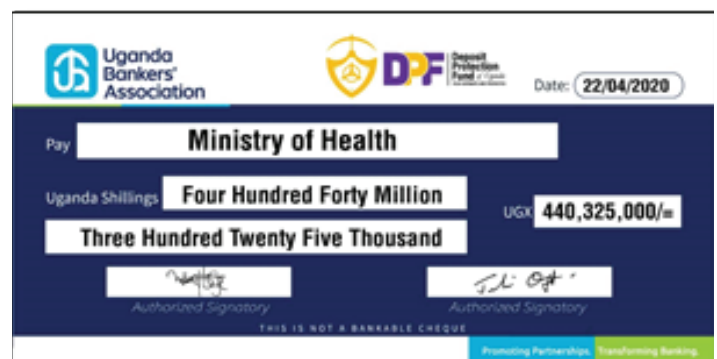 Uganda
Bankers'
Association
DPF
Deposit
Protection
Fund of Uganda
Date: 22/04/2020
Pay Ministry of Health
Uganda Shillings Four Hundred Forty Million
UGX 440,325,000/=
Three Hundred Twenty Five Thousand
Authorized Signatory Authorized Signatory
THIS IS NOT A BANKABLE CHEQUE
Promoting Partnerships, Transforming Banking.